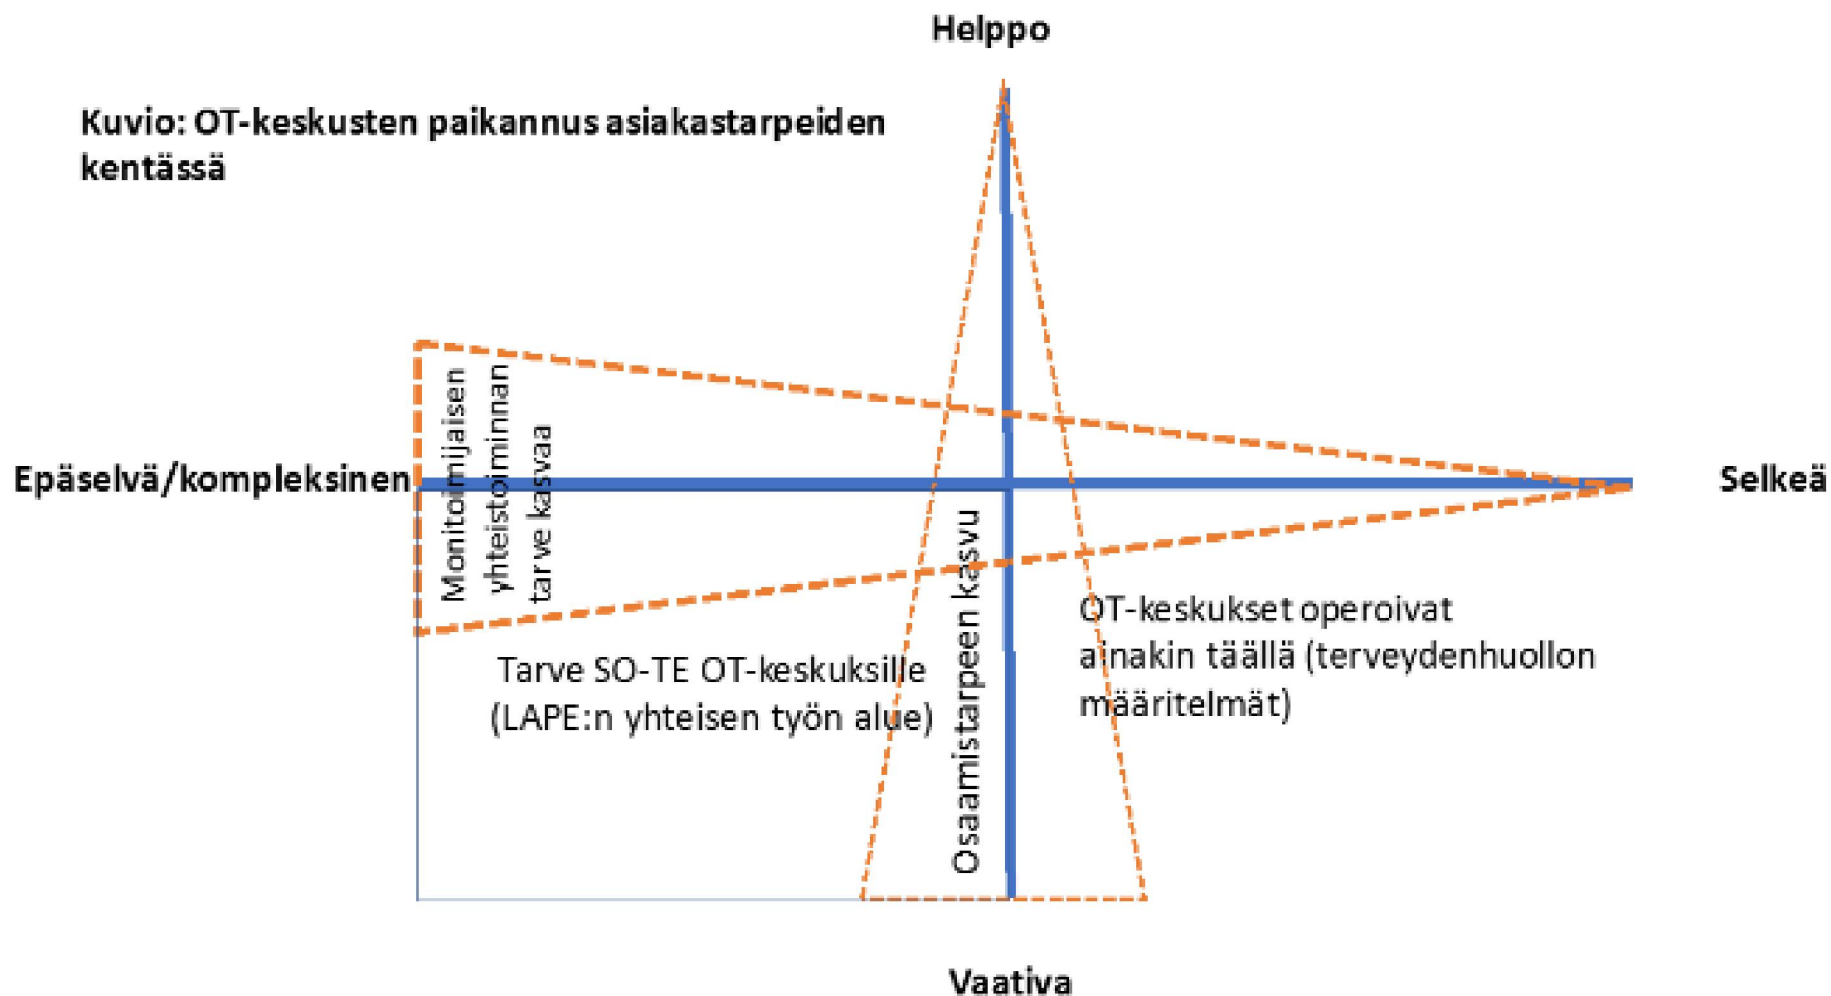 Helppo
Kuvio: OT-keskusten paikannus asiakastarpeiden
kentässä
Monitoimijaisen
yhteistoiminnan
tarve kasvaa
Epäselvä/kompleksinen
Selkeä
Osaamistarpeen kasvu
OT-keskukset operoivat
ainakin täällä (terveydenhuollon
määritelmät)
Tarve SO-TE OT-keskuksille
(LAPE:n yhteisen työn alue)
Vaativa